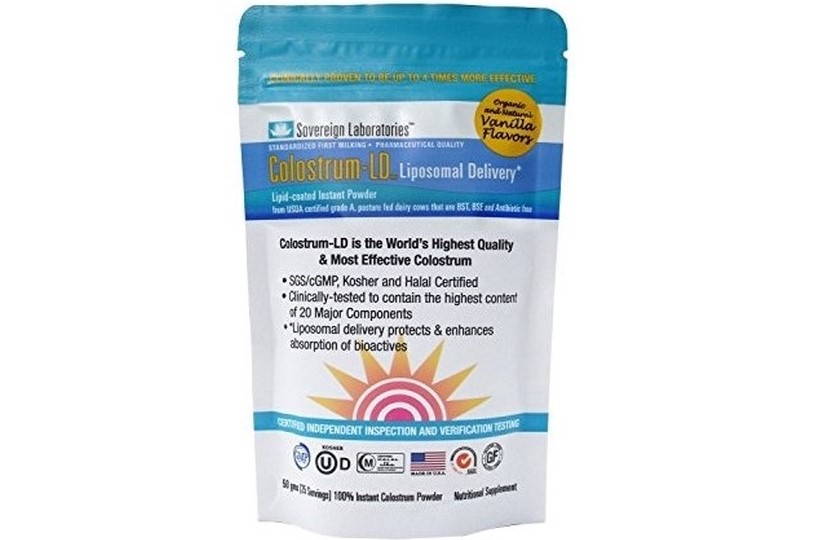 CLINICALLY PROVEN TO BE UP TO 4 TIMES MORE EFFECTIVE
Organic
and Natural
Vanilla
Flavors
Sovereign Laboratories™
STANDARDIZED FIRST MILKING • PHARMACEUTICAL QUALITY
Colostrum-LD Liposomal Delivery*
Lipid-coated Instant Powder
from USDA certified grade A, pasture fed dairy cows that are BST, BSE and Antibiotic free
Colostrum-LD is the World's Highest Quality
& Most Effective Colostrum
• SGS/cGMP, Kosher and Halal Certified
• Clinically-tested to contain the highest content
of 20 Major Components
• *Liposomal delivery protects & enhances
absorption of bioactives
CERTIFIED INDEPENDENT INSPECTION AND VERIFICATION TESTING
GMP
KOSHER
U D
M
MADE IN U.S.A.
GF
50 gms (25 Servings) 100% Instant Colostrum Powder Nutritional Supplement